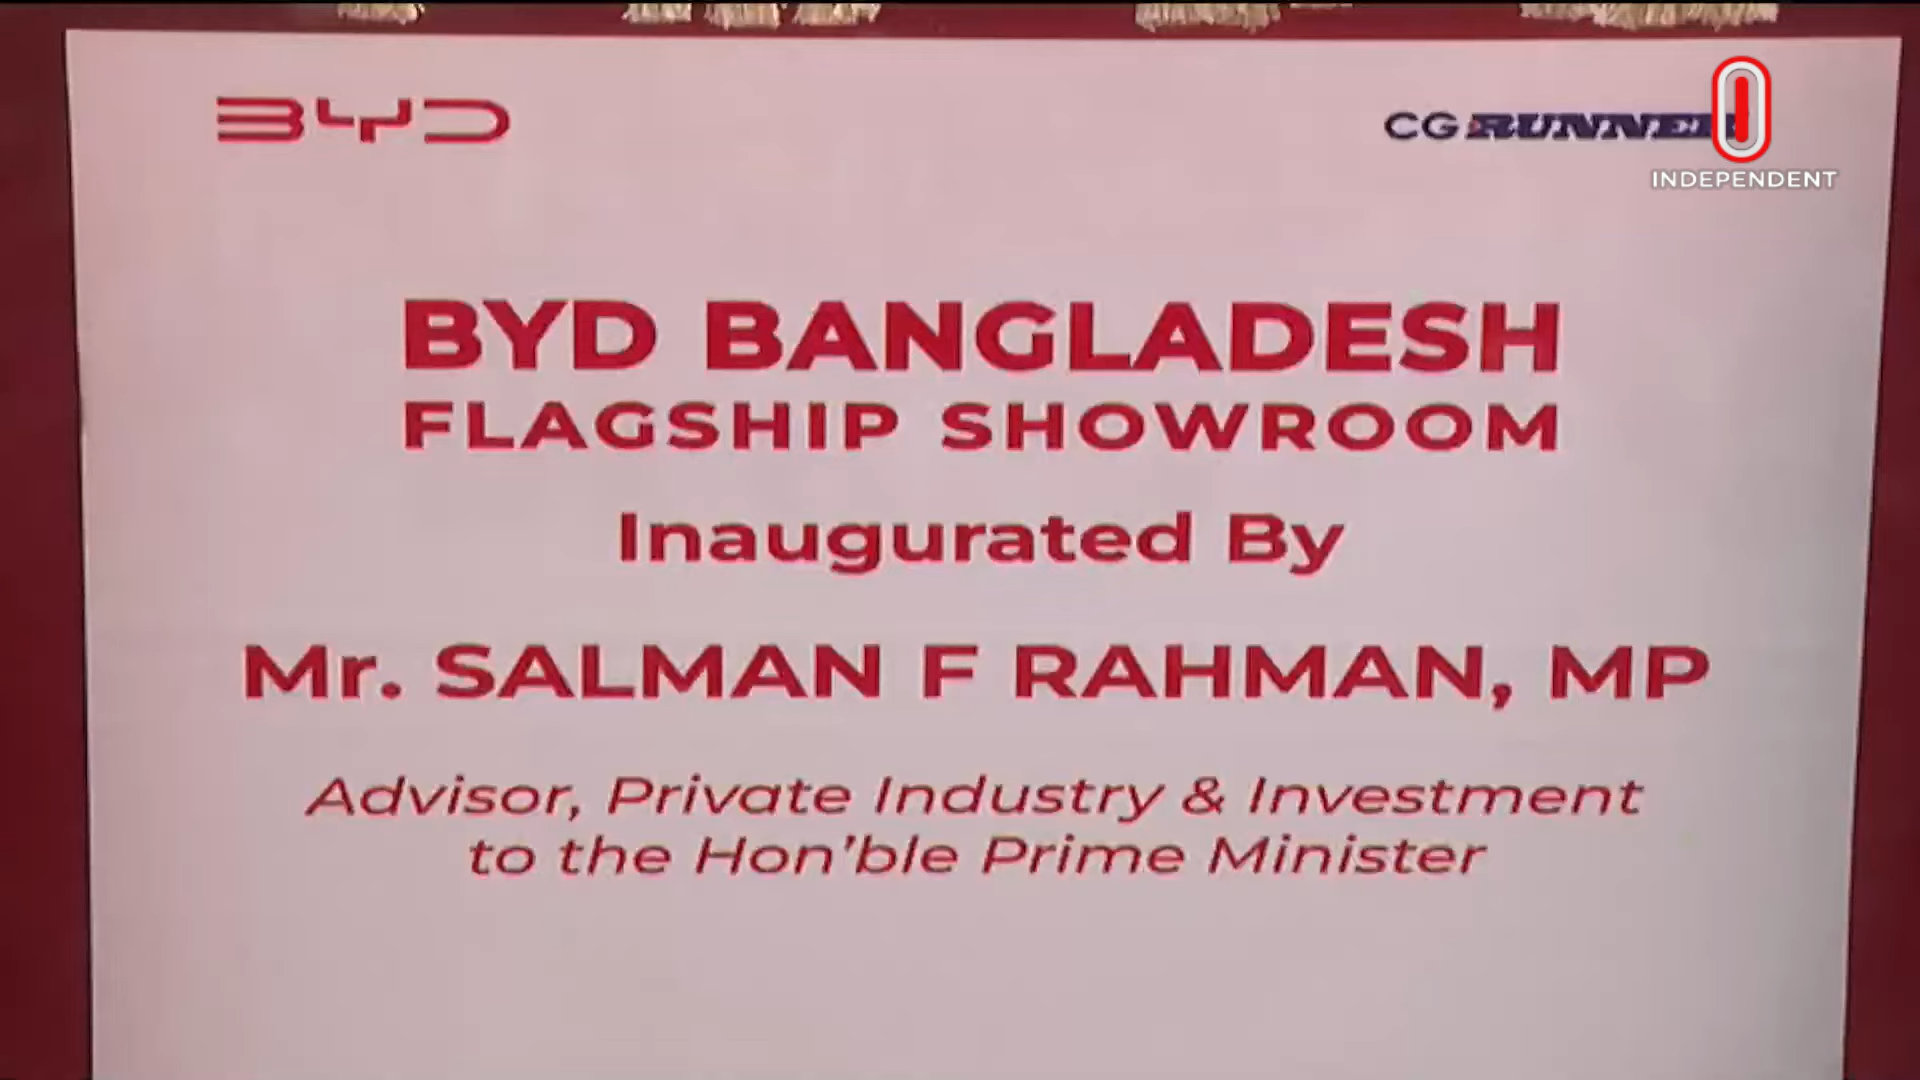 BYD
CG RUNNER
INDEPENDENT
BYD BANGLADESH
FLAGSHIP SHOWROOM
Inaugurated By
Mr. SALMAN F RAHMAN, MP
Advisor, Private Industry & Investment
to the Hon'ble Prime Minister